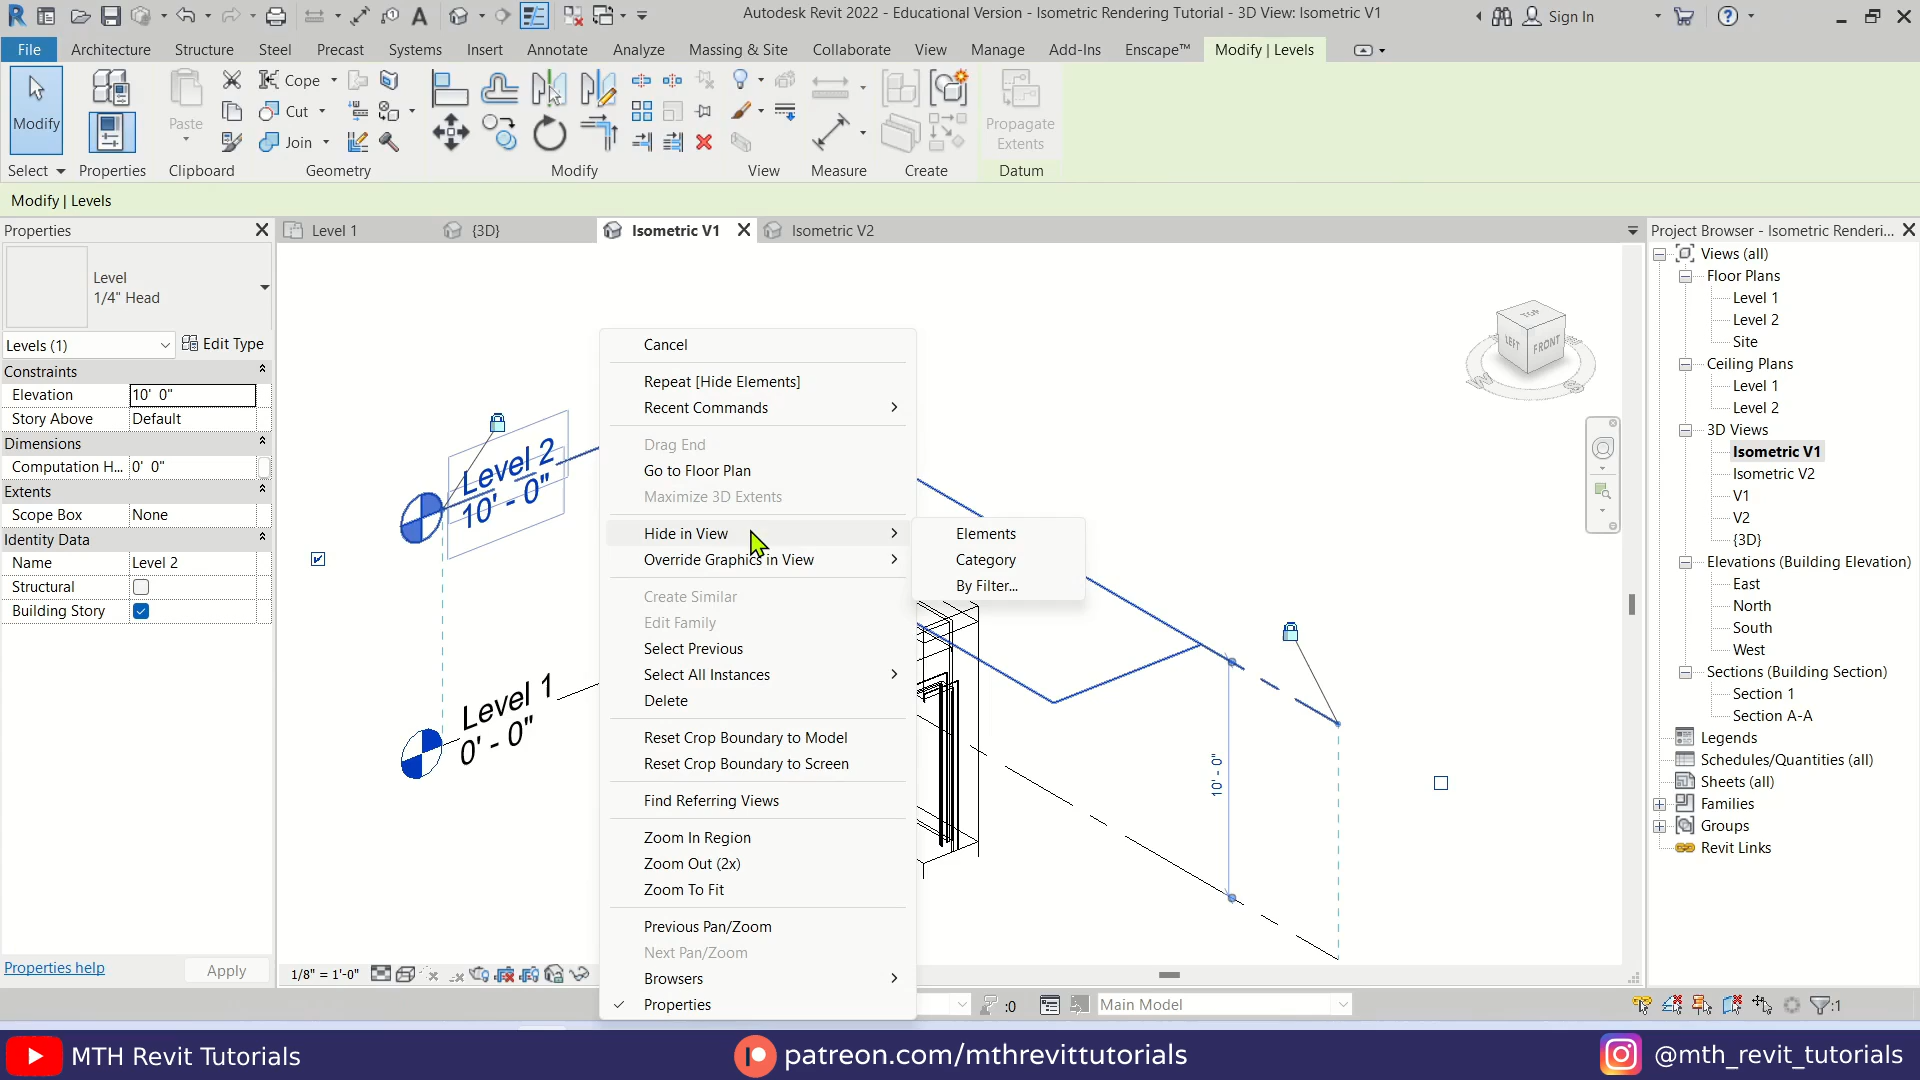 Autodesk Revit 2022 - Educational Version - Isometric Rendering Tutorial - 3D View: Isometric V1
Sign In
File Architecture Structure Steel Precast Systems Insert Annotate Analyze Massing & Site Collaborate View Manage Add-Ins Enscape™ Modify | Levels
Modify
Paste
Cope
Cut
Join
Propagate
Extents
Select Properties Clipboard Geometry Modify View Measure Create Datum
Modify | Levels
Properties
Level 1 {3D} Isometric V1 Isometric V2
Project Browser - Isometric Renderi...
Level
1/4" Head
Levels (1) Edit Type
Constraints
Elevation 10' 0"
Story Above Default
Dimensions
Computation H... 0' 0"
Extents
Scope Box None
Identity Data
Name Level 2
Structural
Building Story
Properties help Apply
Level 2
10' - 0"
Level 1
0' - 0"
10' - 0"
TOP
LEFT FRONT
W S
Cancel
Repeat [Hide Elements]
Recent Commands
Drag End
Go to Floor Plan
Maximize 3D Extents
Hide in View
Override Graphics in View
Create Similar
Edit Family
Select Previous
Select All Instances
Delete
Reset Crop Boundary to Model
Reset Crop Boundary to Screen
Find Referring Views
Zoom In Region
Zoom Out (2x)
Zoom To Fit
Previous Pan/Zoom
Next Pan/Zoom
Browsers
Properties
Elements
Category
By Filter...
Views (all)
Floor Plans
Level 1
Level 2
Site
Ceiling Plans
Level 1
Level 2
3D Views
Isometric V1
Isometric V2
V1
V2
{3D}
Elevations (Building Elevation)
East
North
South
West
Sections (Building Section)
Section 1
Section A-A
Legends
Schedules/Quantities (all)
Sheets (all)
Families
Groups
Revit Links
1/8" = 1'-0"
:0
Main Model
:1
MTH Revit Tutorials
patreon.com/mthrevittutorials
@mth_revit_tutorials